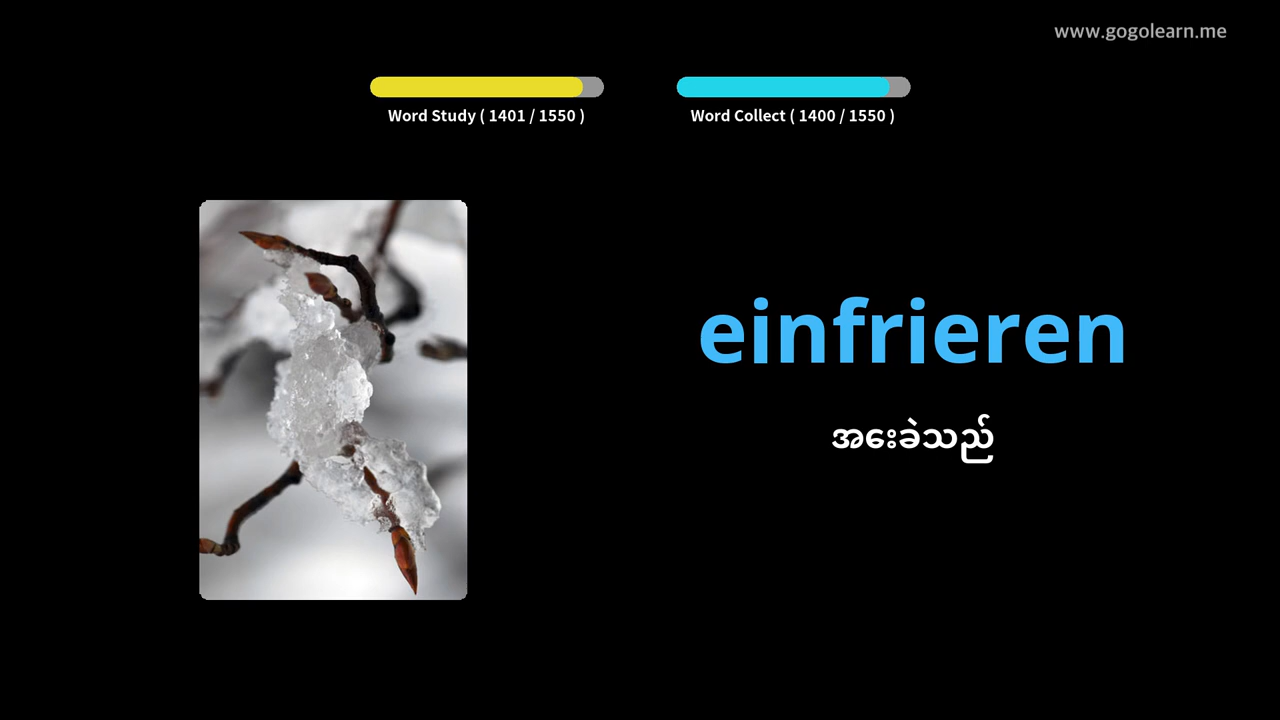 www.gogolearn.me
Word Study ( 1401 / 1550 )
Word Collect ( 1400 / 1550 )
einfrieren
အေးခဲသည်